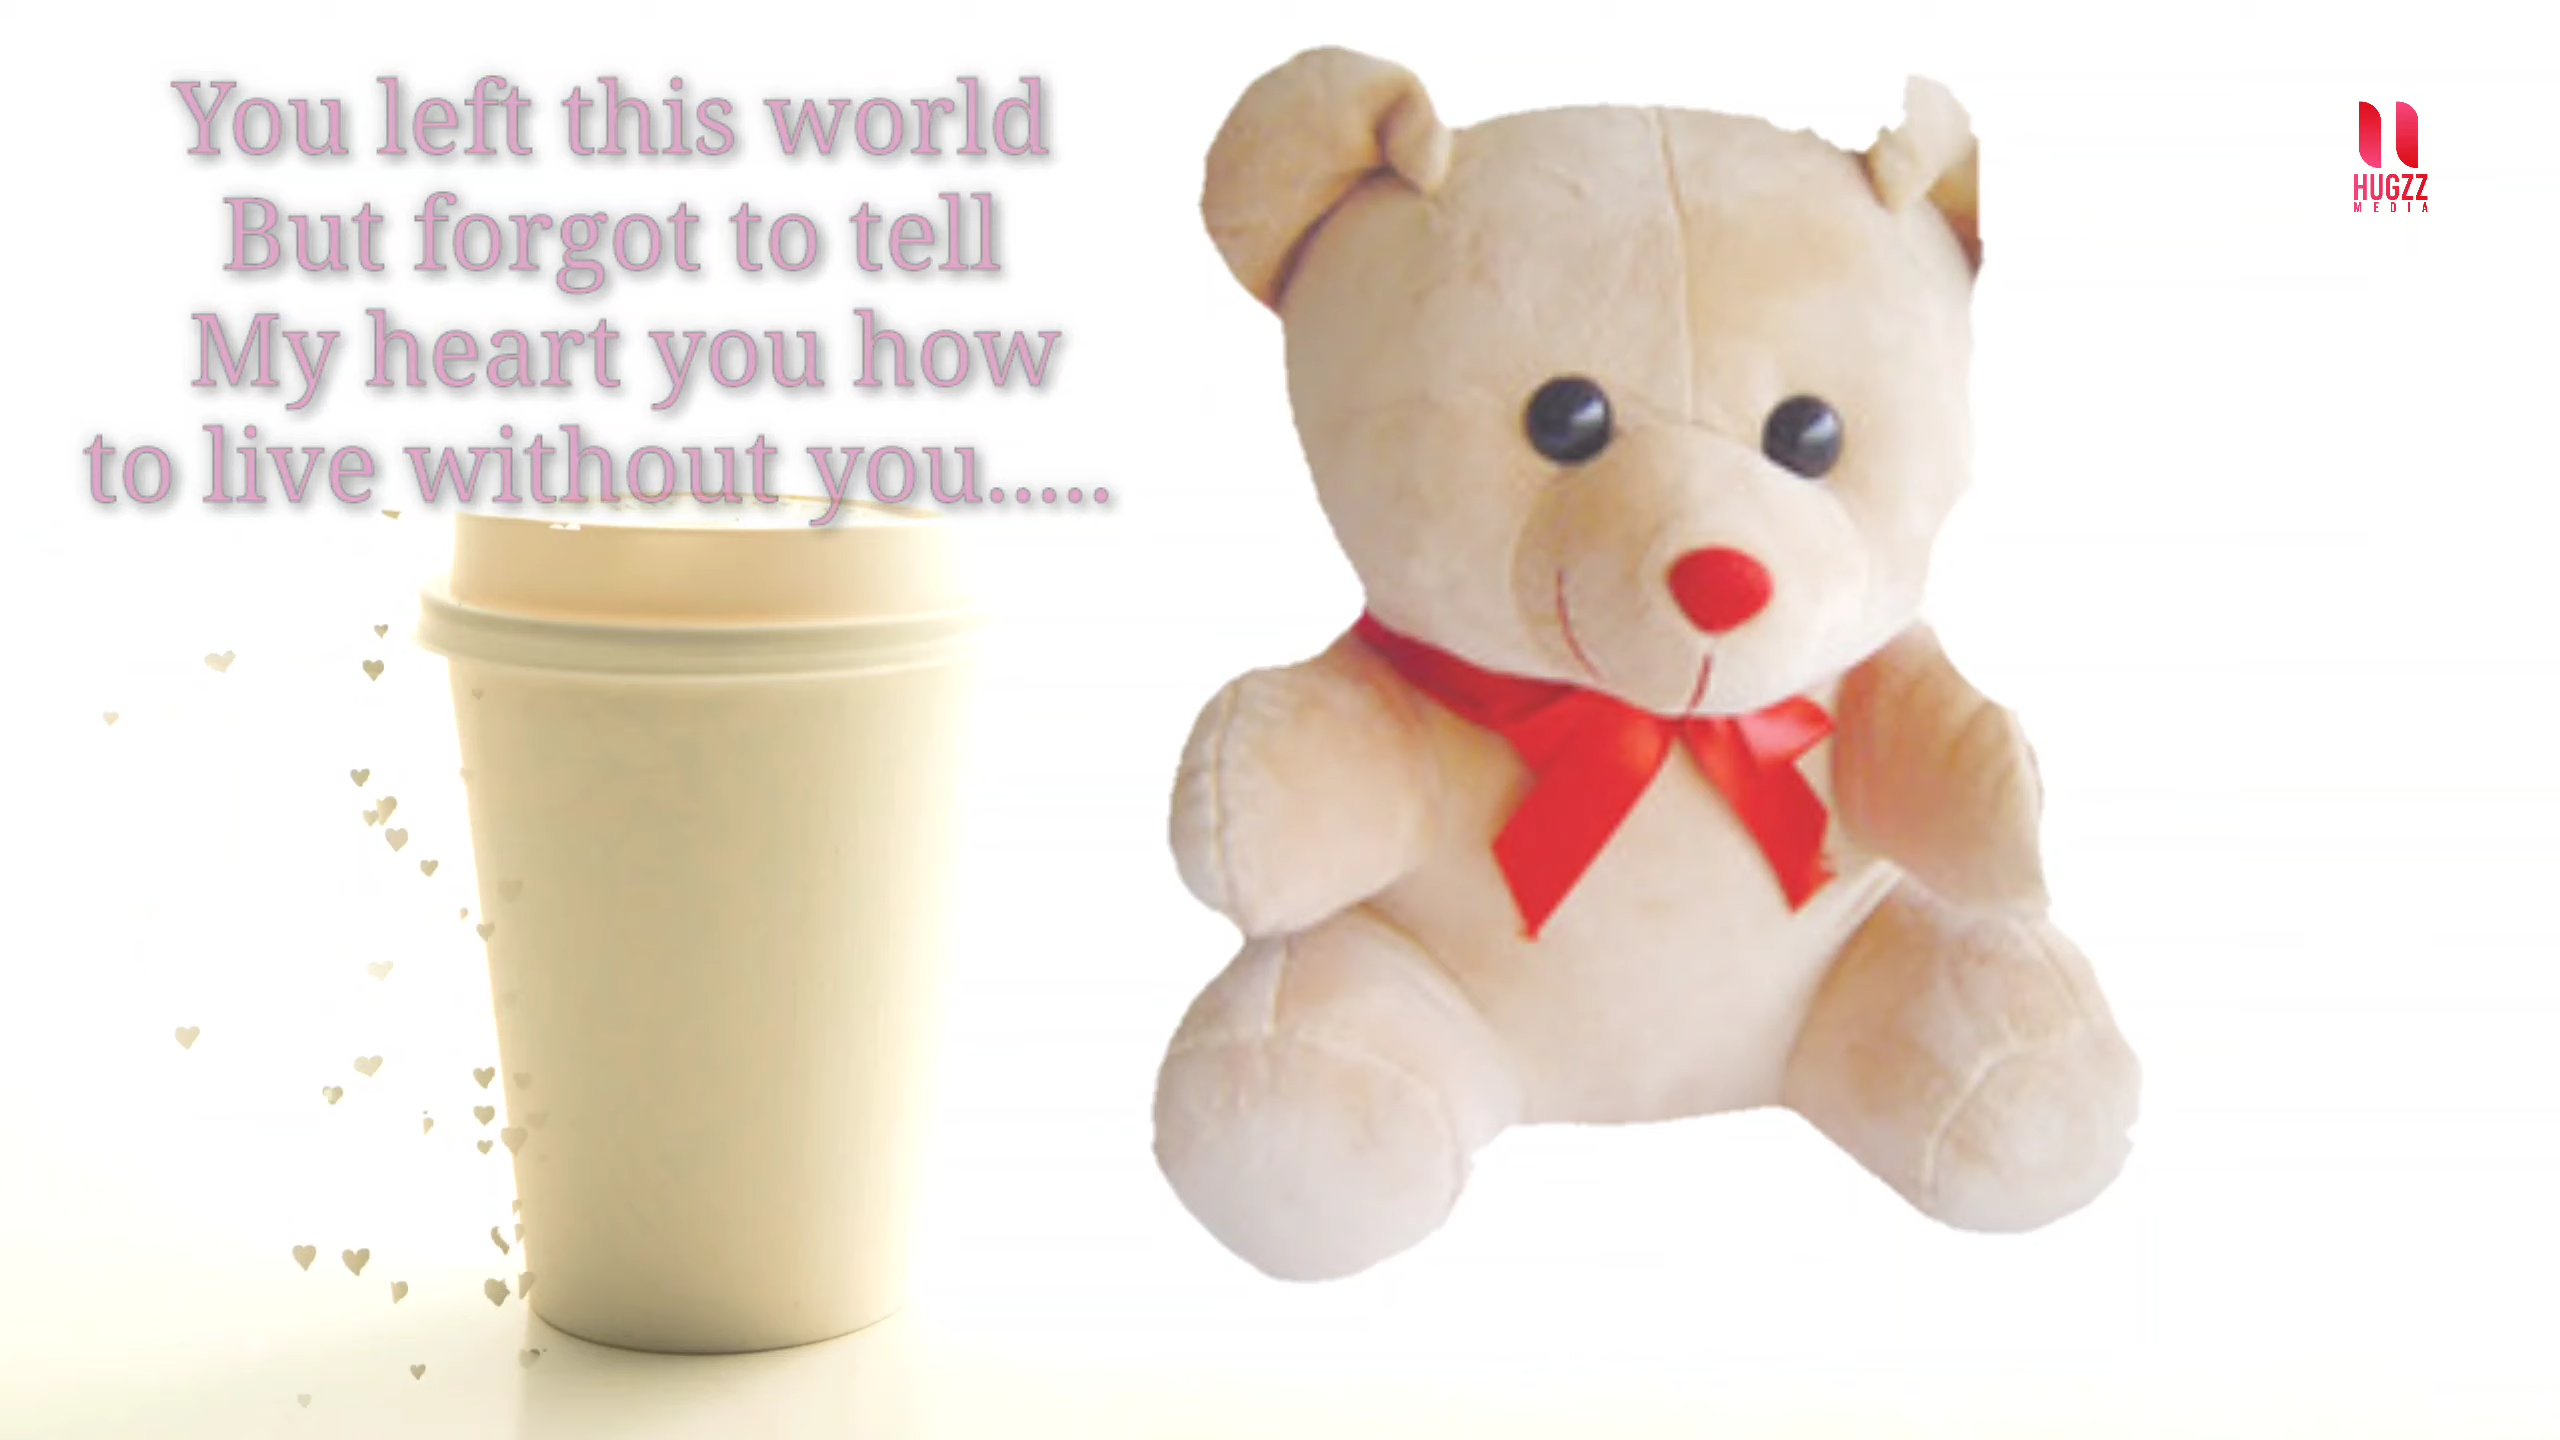 You left this world
But forgot to tell
My heart you how
to live without you.....
HUGZZ
MEDIA